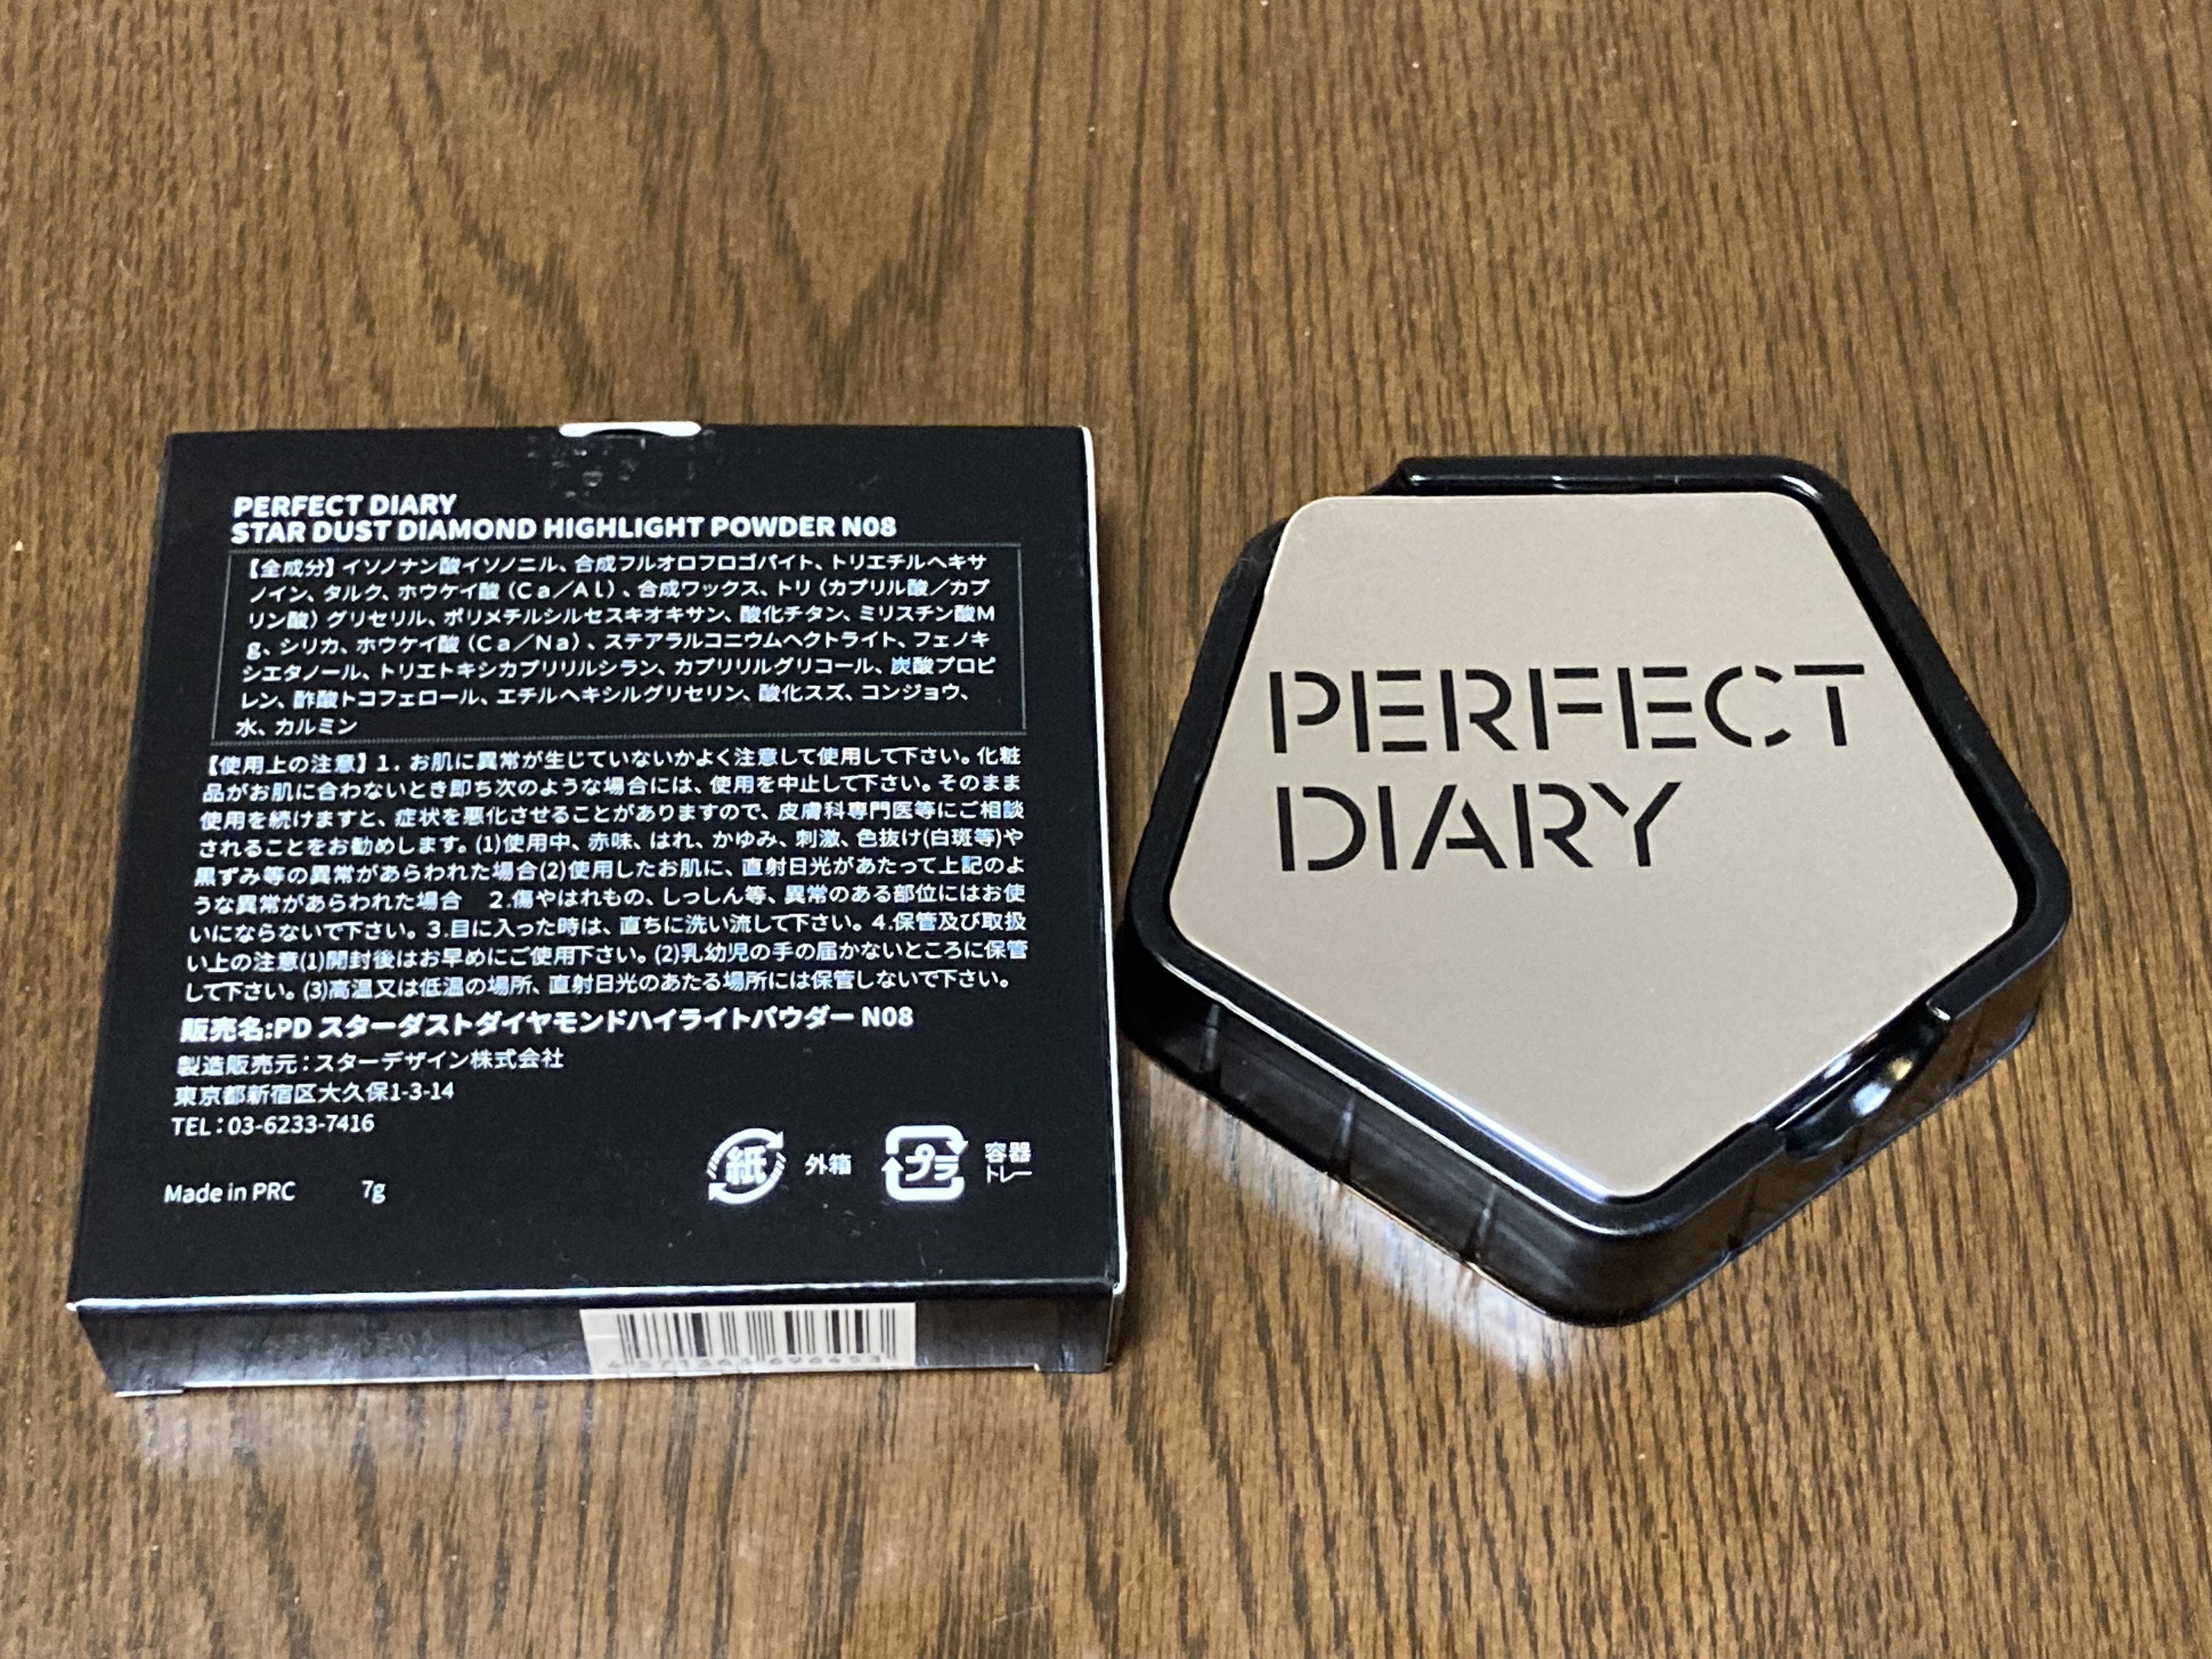 PERFECT DIARY
STAR DUST DIAMOND HIGHLIGHT POWDER N08
【全成分】イソノナン酸イソノニル、合成フルオロフロゴパイト、トリエチルヘキサ
ノイン、タルク、ホウケイ酸（Ca／Al）、合成ワックス、トリ（カプリル酸／カプ
リン酸）グリセリル、ポリメチルシルセスキオキサン、酸化チタン、ミリスチン酸M
g、シリカ、ホウケイ酸（Ca／Na）、ステアラルコニウムヘクトライト、フェノキ
シエタノール、トリエトキシカプリリルシラン、カプリリルグリコール、炭酸プロピ
レン、酢酸トコフェロール、エチルヘキシルグリセリン、酸化スズ、コンジョウ、
水、カルミン
【使用上の注意】1. お肌に異常が生じていないかよく注意して使用して下さい。化粧
品がお肌に合わないとき即ち次のような場合には、使用を中止して下さい。そのまま
使用を続けますと、症状を悪化させることがありますので、皮膚科専門医等にご相談
されることをお勧めします。(1)使用中、赤味、はれ、かゆみ、刺激、色抜け(白斑等)や
黒ずみ等の異常があらわれた場合(2)使用したお肌に、直射日光があたって上記のよ
うな異常があらわれた場合　2.傷やはれもの、しっしん等、異常のある部位にはお使
いにならないで下さい。3.目に入った時は、直ちに洗い流して下さい。4.保管及び取扱
い上の注意(1)開封後はお早めにご使用下さい。(2)乳幼児の手の届かないところに保管
して下さい。(3)高温又は低温の場所、直射日光のあたる場所には保管しないで下さい。
販売名:PD スターダストダイヤモンドハイライトパウダー N08
製造販売元：スターデザイン株式会社
東京都新宿区大久保1-3-14
TEL：03-6233-7416
紙 外箱 プラ 容器
トレー
Made in PRC 7g
4 571363 696453
PERFECT
DIARY